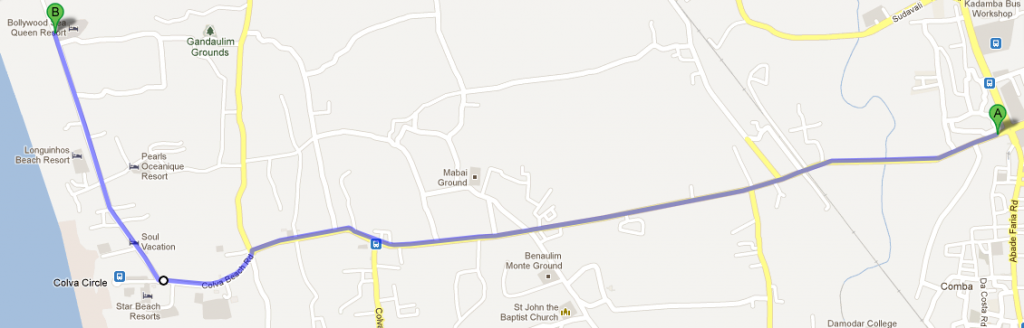 B
Bollywood Sea
Queen Resort
Gandaulim
Grounds
Sudavali
Kadamba Bus
Workshop
A
Longuinhos
Beach Resort
Pearls
Oceanique
Resort
Mabai
Ground
Abade Faria Rd
Soul
Vacation
Colva Beach Rd
Colva Circle
Benaulim
Monte Ground
Star Beach
Resorts
Colva
St John the
Baptist Church
Comba
Da Costa Rd
Damodar College